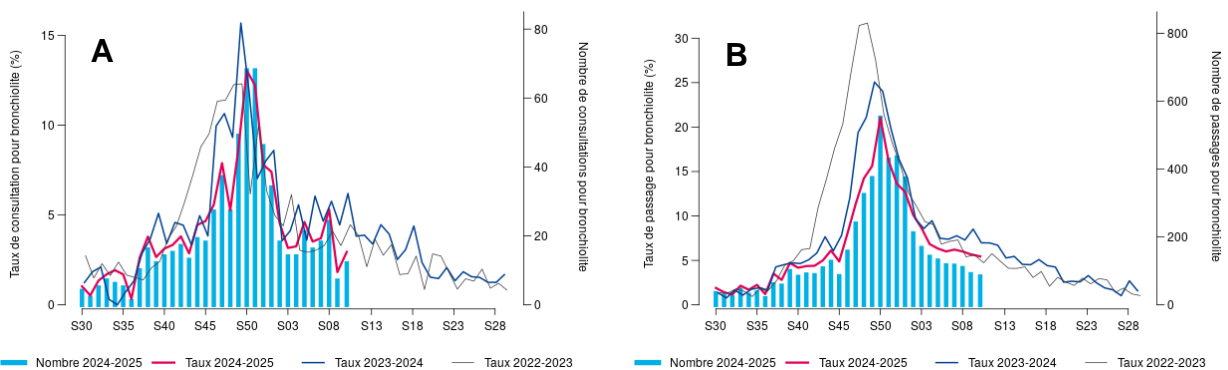 A
Taux de consultation pour bronchiolite (%)
15
10
5
0
80
60
40
20
0
Nombre de consultations pour bronchiolite
S30 S35 S40 S45 S50 S03 S08 S13 S18 S23 S28
Nombre 2024-2025 Taux 2024-2025 Taux 2023-2024 Taux 2022-2023
B
Taux de passage pour bronchiolite (%)
30
25
20
15
10
5
0
800
600
400
200
0
Nombre de passages pour bronchiolite
S30 S35 S40 S45 S50 S03 S08 S13 S18 S23 S28
Nombre 2024-2025 Taux 2024-2025 Taux 2023-2024 Taux 2022-2023